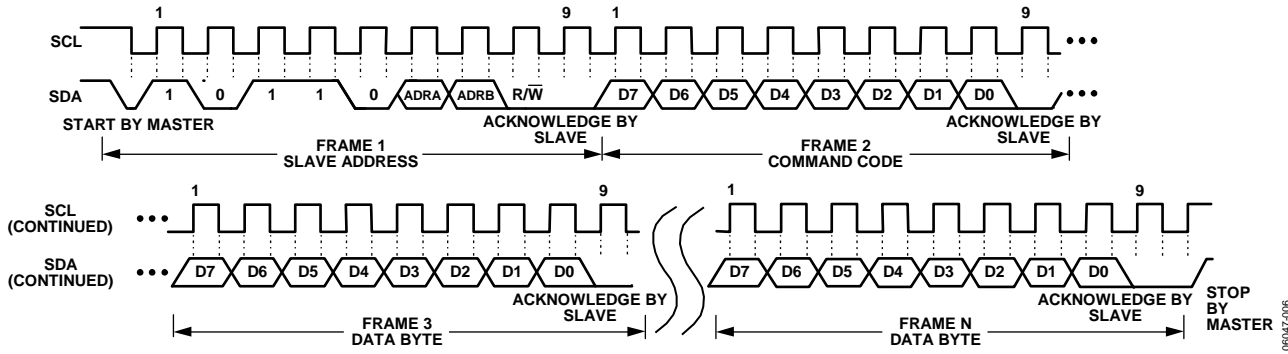 1 9 1 9
SCL
SDA 1 0 1 1 0 ADRA ADRB R/W̅ D7 D6 D5 D4 D3 D2 D1 D0
START BY MASTER
ACKNOWLEDGE BY
SLAVE
ACKNOWLEDGE BY
SLAVE
FRAME 1
SLAVE ADDRESS
FRAME 2
COMMAND CODE
1 9 1 9
SCL
(CONTINUED)
SDA
(CONTINUED)
D7 D6 D5 D4 D3 D2 D1 D0
D7 D6 D5 D4 D3 D2 D1 D0
ACKNOWLEDGE BY
SLAVE
ACKNOWLEDGE BY
SLAVE
STOP
BY
MASTER
FRAME 3
DATA BYTE
FRAME N
DATA BYTE
06047-006